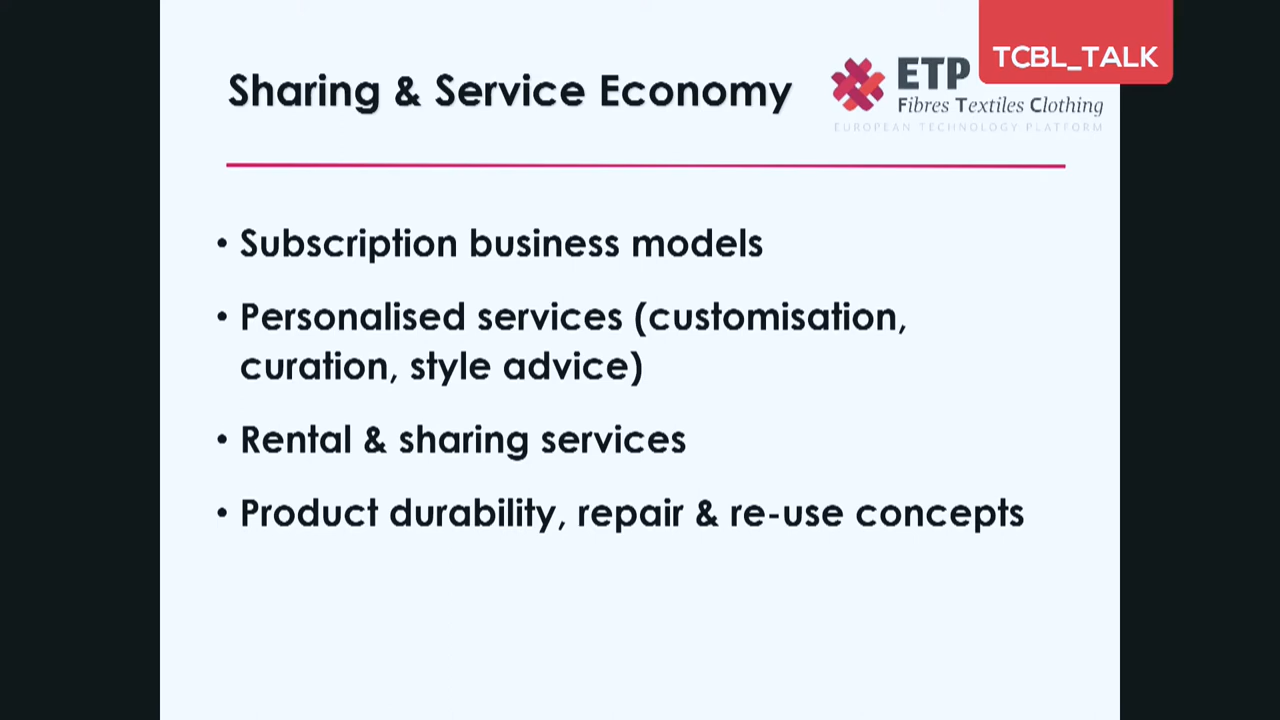 Sharing & Service Economy
ETP
Fibres Textiles Clothing
EUROPEAN TECHNOLOGY PLATFORM
TCBL_TALK
• Subscription business models
• Personalised services (customisation,
curation, style advice)
• Rental & sharing services
• Product durability, repair & re-use concepts